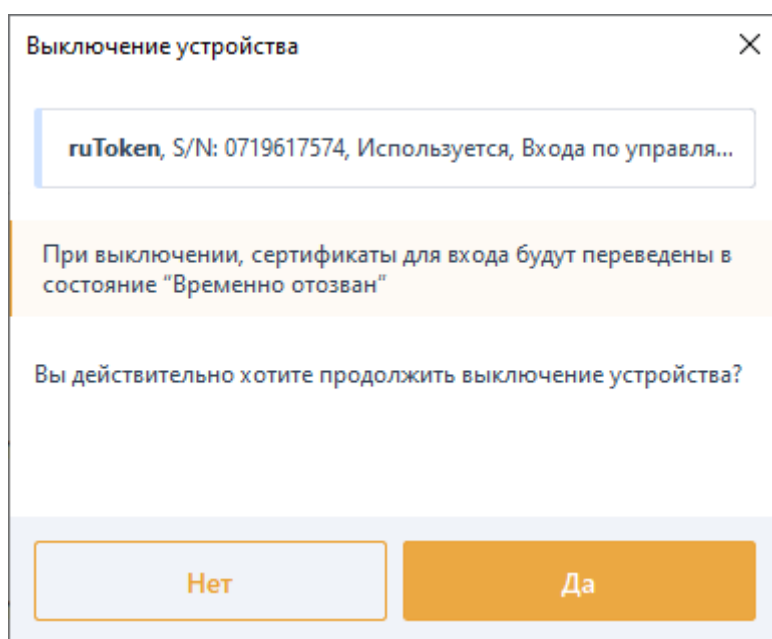 Выключение устройства
ruToken, S/N: 0719617574, Используется, Входа по управля...
При выключении, сертификаты для входа будут переведены в
состояние "Временно отозван"
Вы действительно хотите продолжить выключение устройства?
Нет
Да